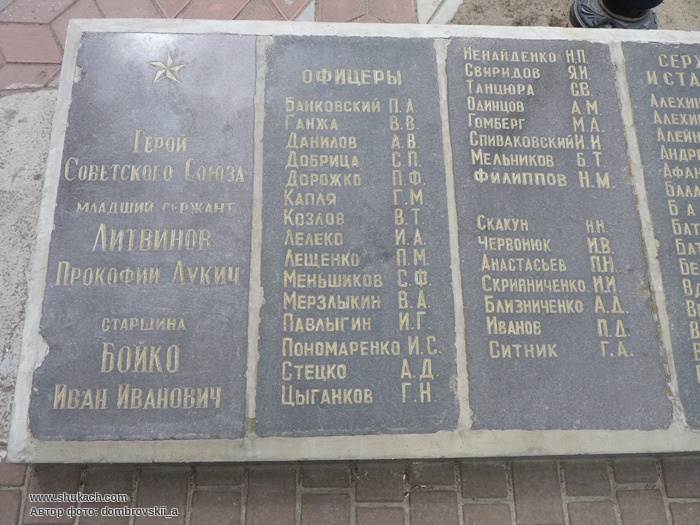 Герой
Советского Союза
младший сержант
Литвинов
Прокофий Лукич
старшина
Бойко
Иван Иванович
ОФИЦЕРЫ
Банковский П.А.
Ганжа В.В.
Данилов А.В.
Добрица С.П.
Дорожко П.Ф.
Капля Г.М.
Козлов В.Т.
Лелеко И.А.
Лещенко П.М.
Меньшиков С.Ф.
Мерзлыкин В.А.
Павлыгин И.Г.
Пономаренко И.С.
Стецко А.Д.
Цыганков Г.Н.
Ненайденко Н.П.
Свиридов Я.И.
Танцюра С.В.
Одинцов А.М.
Гомберг М.А.
Спиваковский И.И.
Мельников Б.Т.
Филиппов Н.М.
Скакун Н.Н.
Червонюк И.В.
Анастасьев П.Н.
Скривниченко И.И.
Близниченко А.Д.
Иванов П.Д.
Ситник Г.А.
www.shukach.com
Автор фото: dombrovskii_a